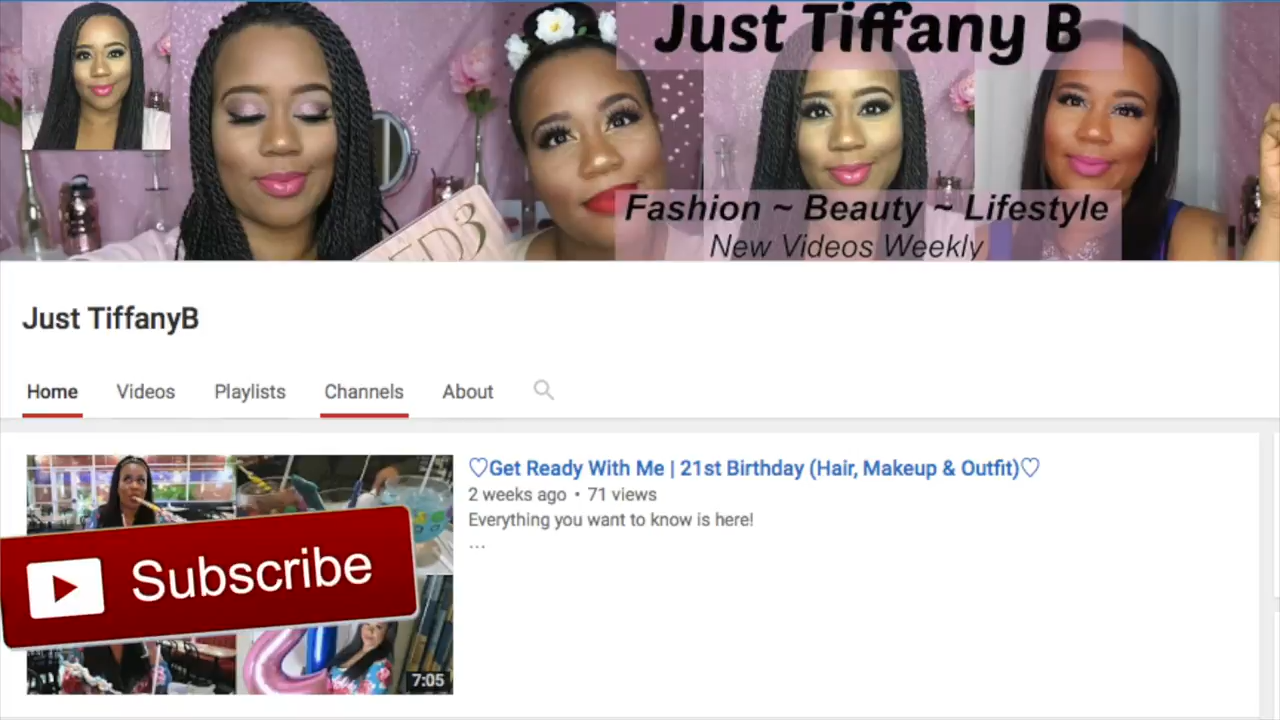 Just Tiffany B
ED3
Fashion ~ Beauty ~ Lifestyle
New Videos Weekly
Just TiffanyB
Home Videos Playlists Channels About
♡Get Ready With Me | 21st Birthday (Hair, Makeup & Outfit)♡
2 weeks ago • 71 views
Everything you want to know is here!
...
Subscribe
7:05